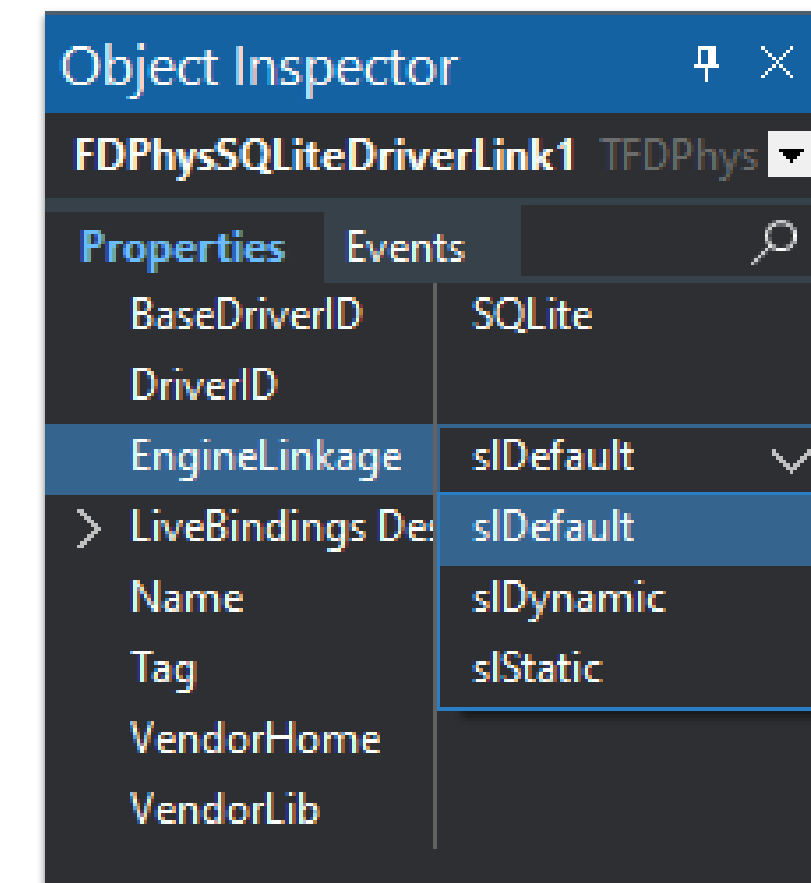 Object Inspector
FDPhysSQLiteDriverLink1 TFDPhys
Properties Events
BaseDriverID SQLite
DriverID
EngineLinkage slDefault
LiveBindings Des slDefault
Name slDynamic
Tag slStatic
VendorHome
VendorLib